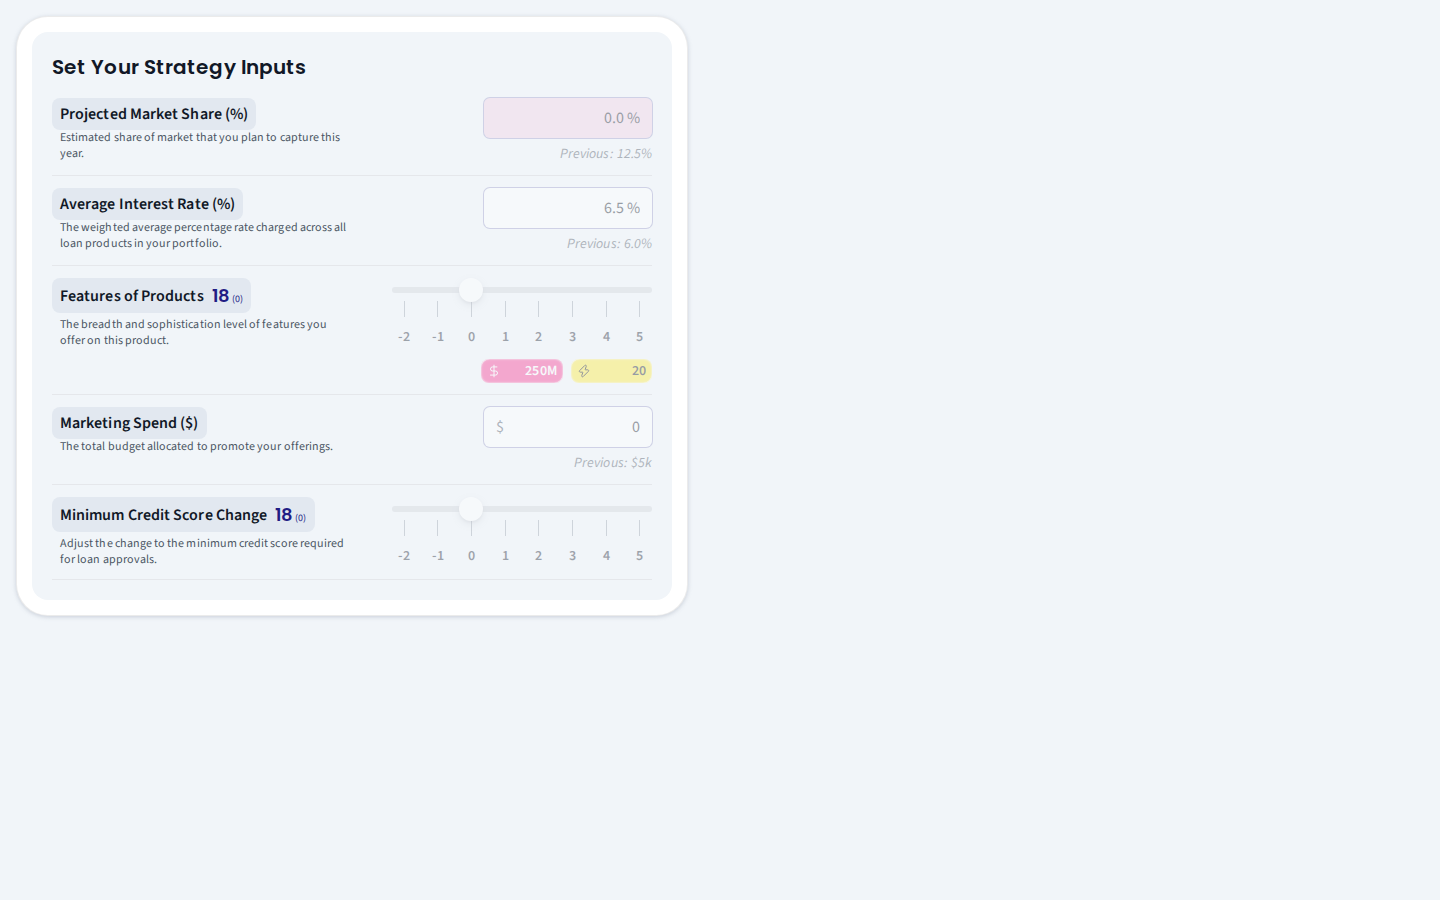 Set Your Strategy Inputs
Projected Market Share (%)
Estimated share of market that you plan to capture this
year.
0.0 %
Previous: 12.5%
Average Interest Rate (%)
The weighted average percentage rate charged across all
loan products in your portfolio.
6.5 %
Previous: 6.0%
Features of Products 18 (0)
The breadth and sophistication level of features you
offer on this product.
-2 -1 0 1 2 3 4 5
$ 250M 20
Marketing Spend ($)
The total budget allocated to promote your offerings.
$ 0
Previous: $5k
Minimum Credit Score Change 18 (0)
Adjust the change to the minimum credit score required
for loan approvals.
-2 -1 0 1 2 3 4 5